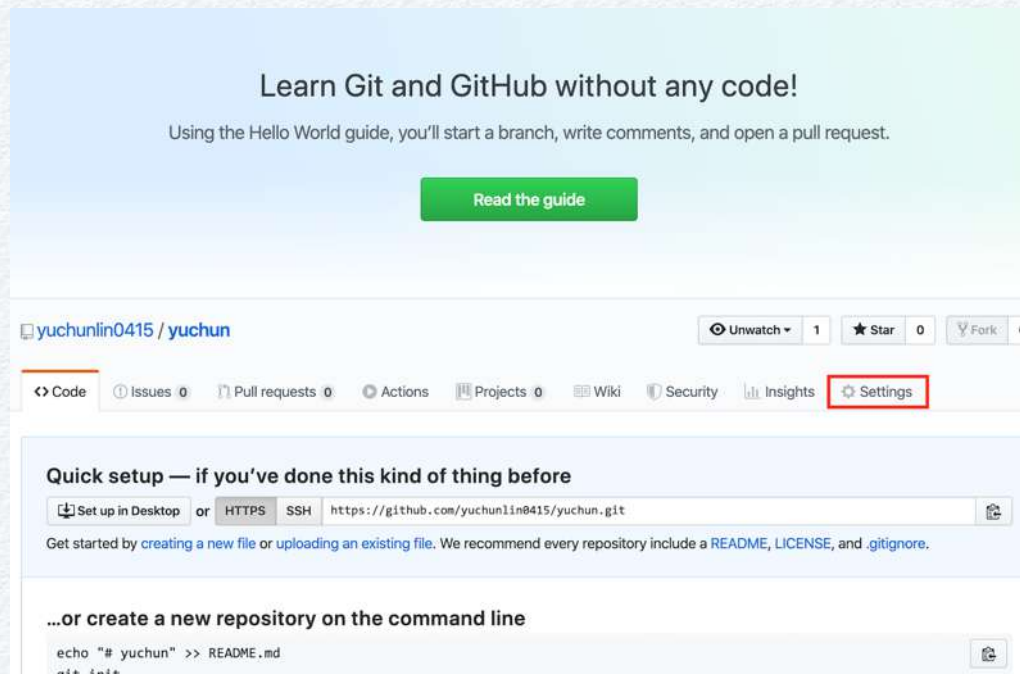 Learn Git and GitHub without any code!
Using the Hello World guide, you'll start a branch, write comments, and open a pull request.
Read the guide
yuchunlin0415 / yuchun
Unwatch 1 Star 0 Fork
Code Issues 0 Pull requests 0 Actions Projects 0 Wiki Security Insights Settings
Quick setup — if you've done this kind of thing before
Set up in Desktop or HTTPS SSH https://github.com/yuchunlin0415/yuchun.git
Get started by creating a new file or uploading an existing file. We recommend every repository include a README, LICENSE, and .gitignore.
...or create a new repository on the command line
echo "# yuchun" >> README.md
git init